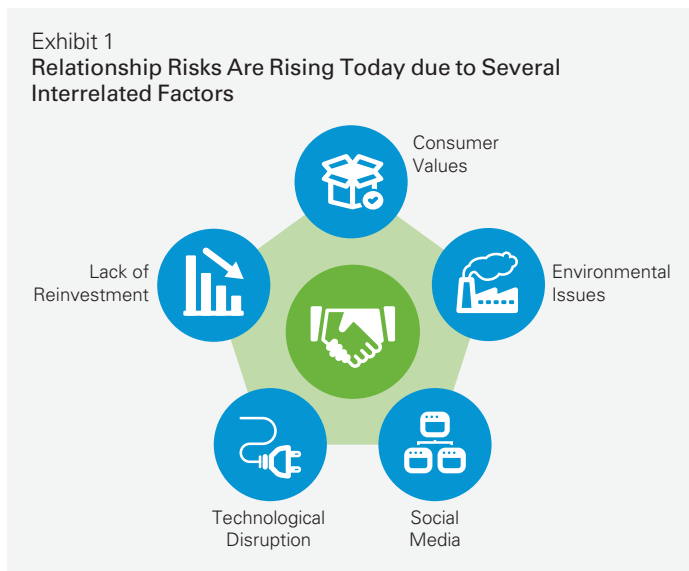 Exhibit 1
Relationship Risks Are Rising Today due to Several
Interrelated Factors
Consumer
Values
Lack of
Reinvestment
Environmental
Issues
Technological
Disruption
Social
Media